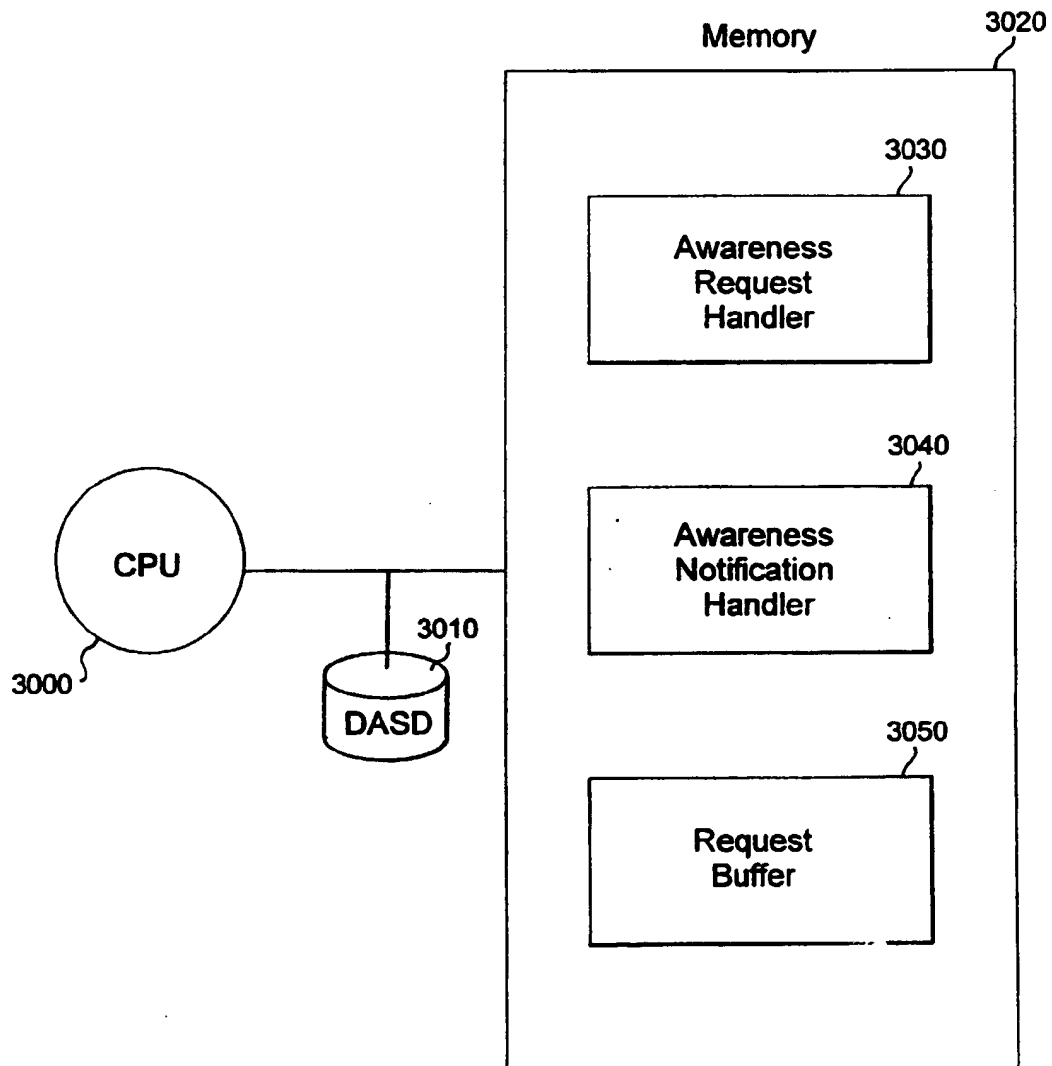 3020
Memory
3030
Awareness
Request
Handler
3040
Awareness
Notification
Handler
CPU
3000
3010
DASD
3050
Request
Buffer